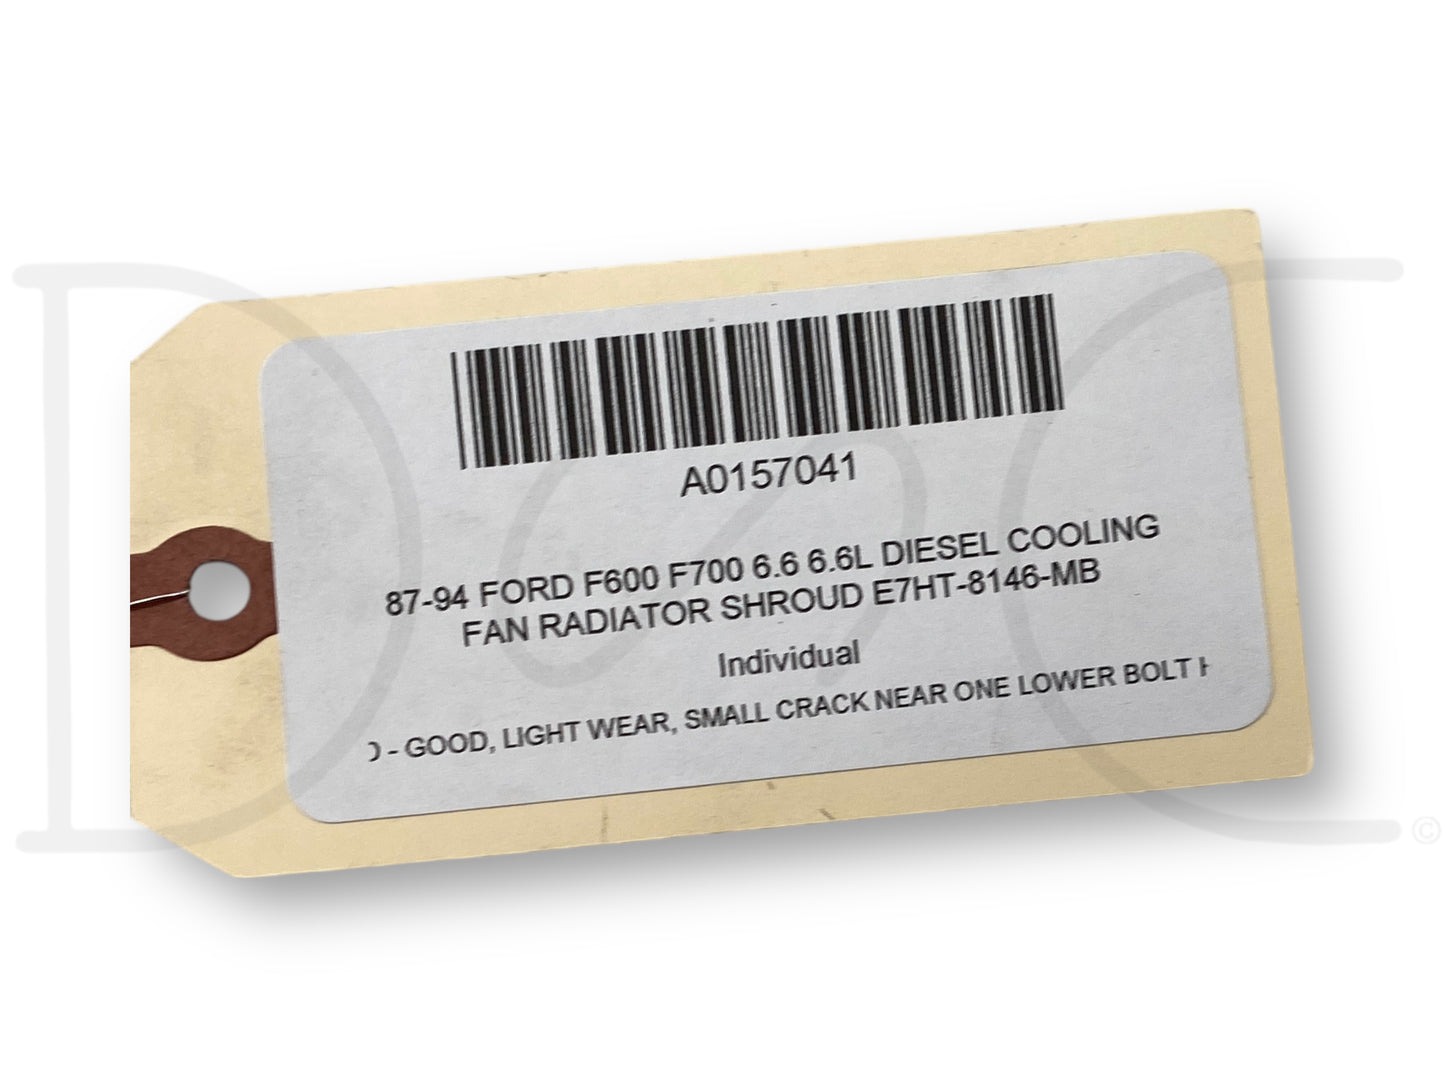 A0157041
87-94 FORD F600 F700 6.6 6.6L DIESEL COOLING
FAN RADIATOR SHROUD E7HT-8146-MB
Individual
- GOOD, LIGHT WEAR, SMALL CRACK NEAR ONE LOWER BOLT
©